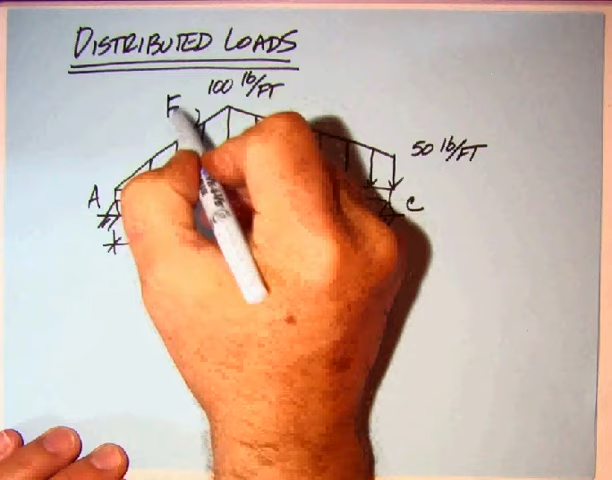 DISTRIBUTED LOADS
100 lb/FT
F
50 lb/FT
A
C